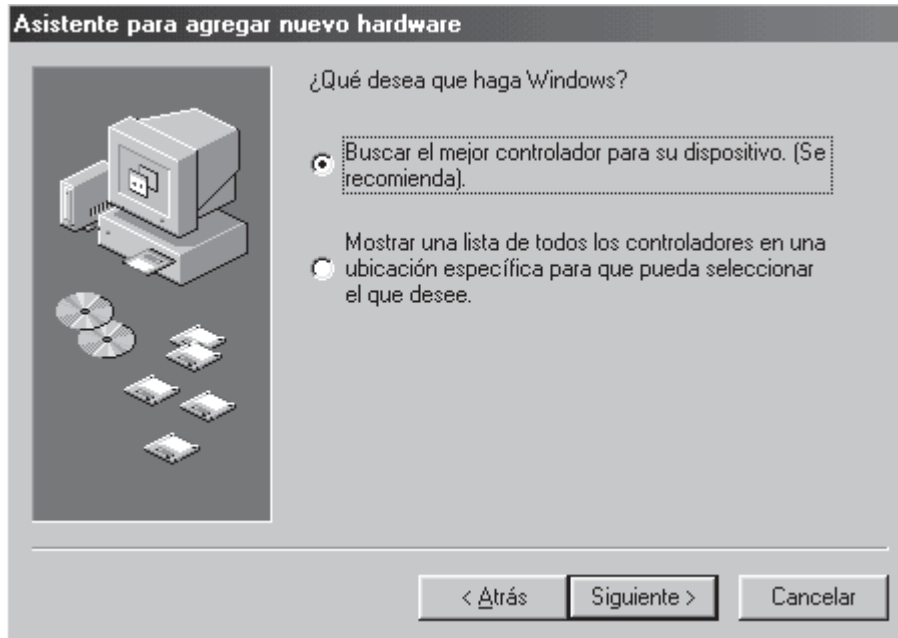 Asistente para agregar nuevo hardware
¿Qué desea que haga Windows?
Buscar el mejor controlador para su dispositivo. (Se
recomienda).
Mostrar una lista de todos los controladores en una
ubicación específica para que pueda seleccionar
el que desee.
< Atrás
Siguiente >
Cancelar